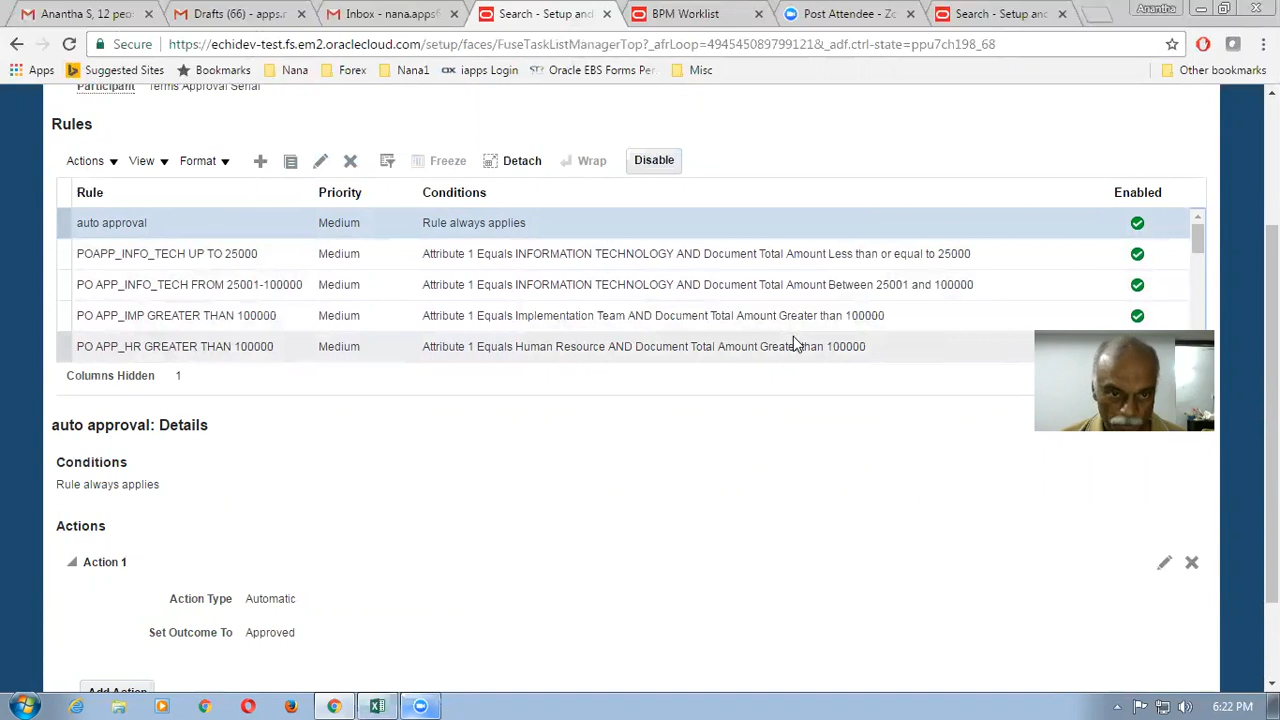 Anantha S, 12 peo
Drafts (66) - apps.r
Inbox - nana.apps6
Search - Setup and
BPM Worklist
Post Attendee - Zo
Search - Setup and
Anantha
Secure
https://echidev-test.fs.em2.oraclecloud.com/setup/faces/FuseTaskListManagerTop?_afrLoop=4945450899799121&_adf.ctrl-state=ppu7ch198_68
Apps
Suggested Sites
Bookmarks
Nana
Forex
Nana1
iapps Login
Oracle EBS Forms Per
Misc
Other bookmarks
Participant Terms Approval Serial
Rules
Actions View Format Freeze Detach Wrap Disable
Rule Priority Conditions Enabled
auto approval Medium Rule always applies
POAPP_INFO_TECH UP TO 25000 Medium Attribute 1 Equals INFORMATION TECHNOLOGY AND Document Total Amount Less than or equal to 25000
PO APP_INFO_TECH FROM 25001-100000 Medium Attribute 1 Equals INFORMATION TECHNOLOGY AND Document Total Amount Between 25001 and 100000
PO APP_IMP GREATER THAN 100000 Medium Attribute 1 Equals Implementation Team AND Document Total Amount Greater than 100000
PO APP_HR GREATER THAN 100000 Medium Attribute 1 Equals Human Resource AND Document Total Amount Greater than 100000
Columns Hidden 1
auto approval: Details
Conditions
Rule always applies
Actions
Action 1
Action Type Automatic
Set Outcome To Approved
Add Action
6:22 PM